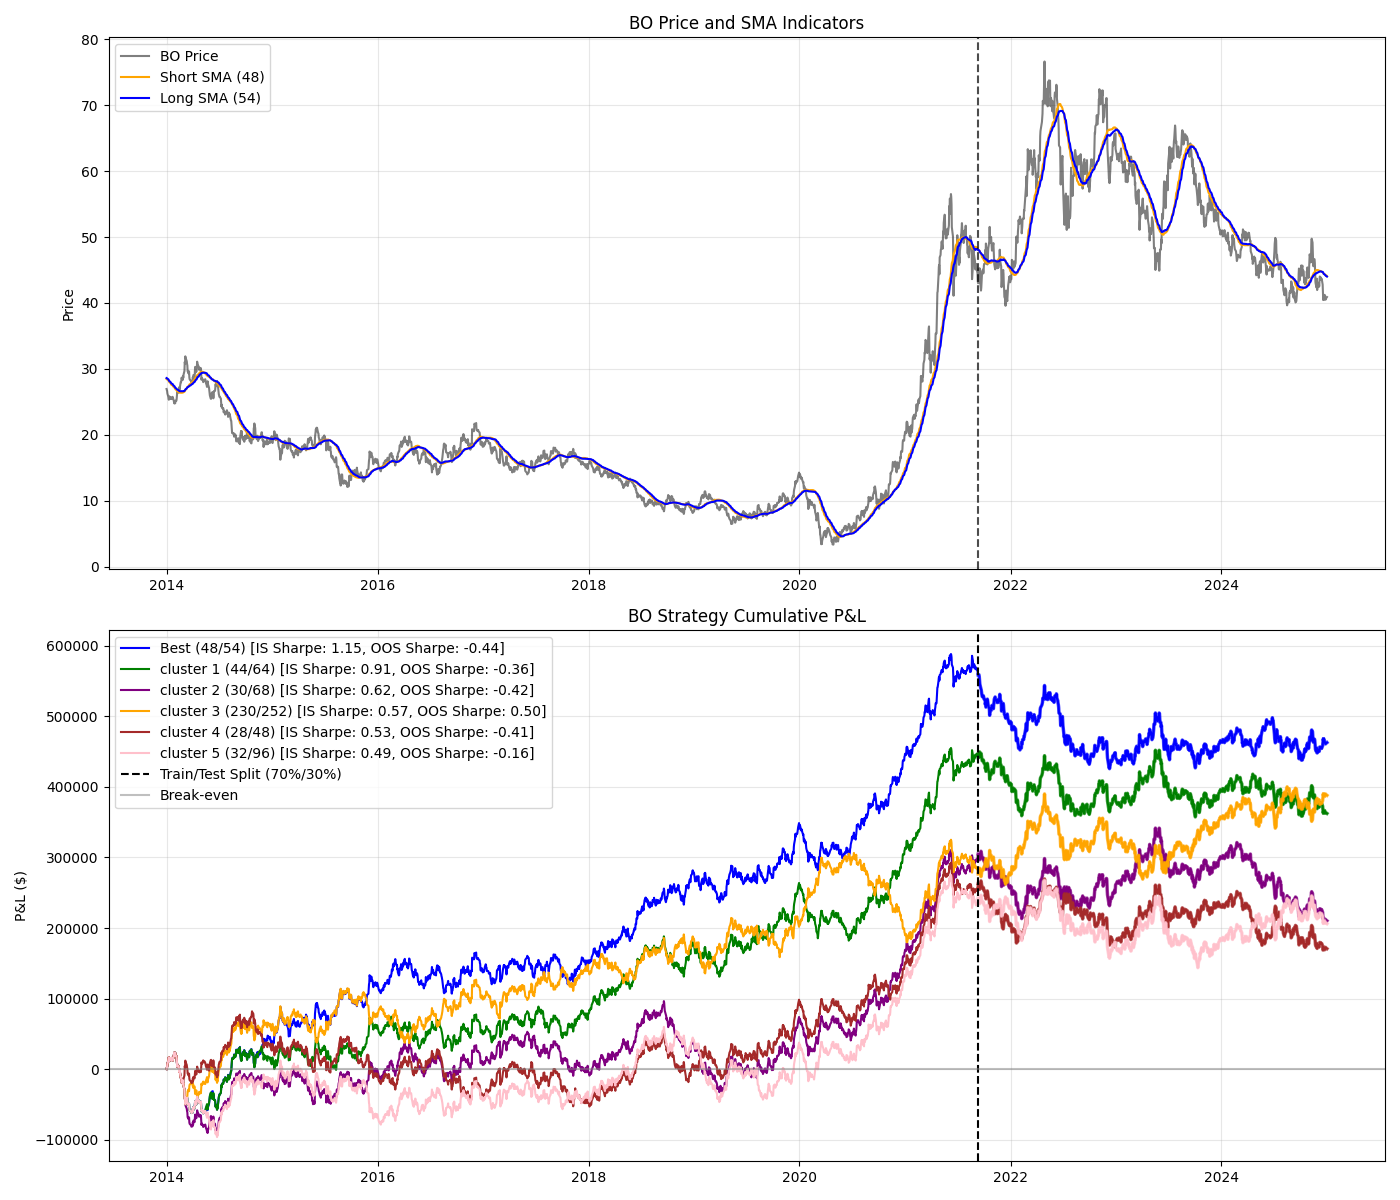 BO Price and SMA Indicators
BO Price
Short SMA (48)
Long SMA (54)
80
70
60
50
40
30
20
10
0
Price
2014 2016 2018 2020 2022 2024
BO Strategy Cumulative P&L
Best (48/54) [IS Sharpe: 1.15, OOS Sharpe: -0.44]
cluster 1 (44/64) [IS Sharpe: 0.91, OOS Sharpe: -0.36]
cluster 2 (30/68) [IS Sharpe: 0.62, OOS Sharpe: -0.42]
cluster 3 (230/252) [IS Sharpe: 0.57, OOS Sharpe: 0.50]
cluster 4 (28/48) [IS Sharpe: 0.53, OOS Sharpe: -0.41]
cluster 5 (32/96) [IS Sharpe: 0.49, OOS Sharpe: -0.16]
Train/Test Split (70%/30%)
Break-even
600000
500000
400000
300000
200000
100000
0
−100000
P&L ($)
2014 2016 2018 2020 2022 2024